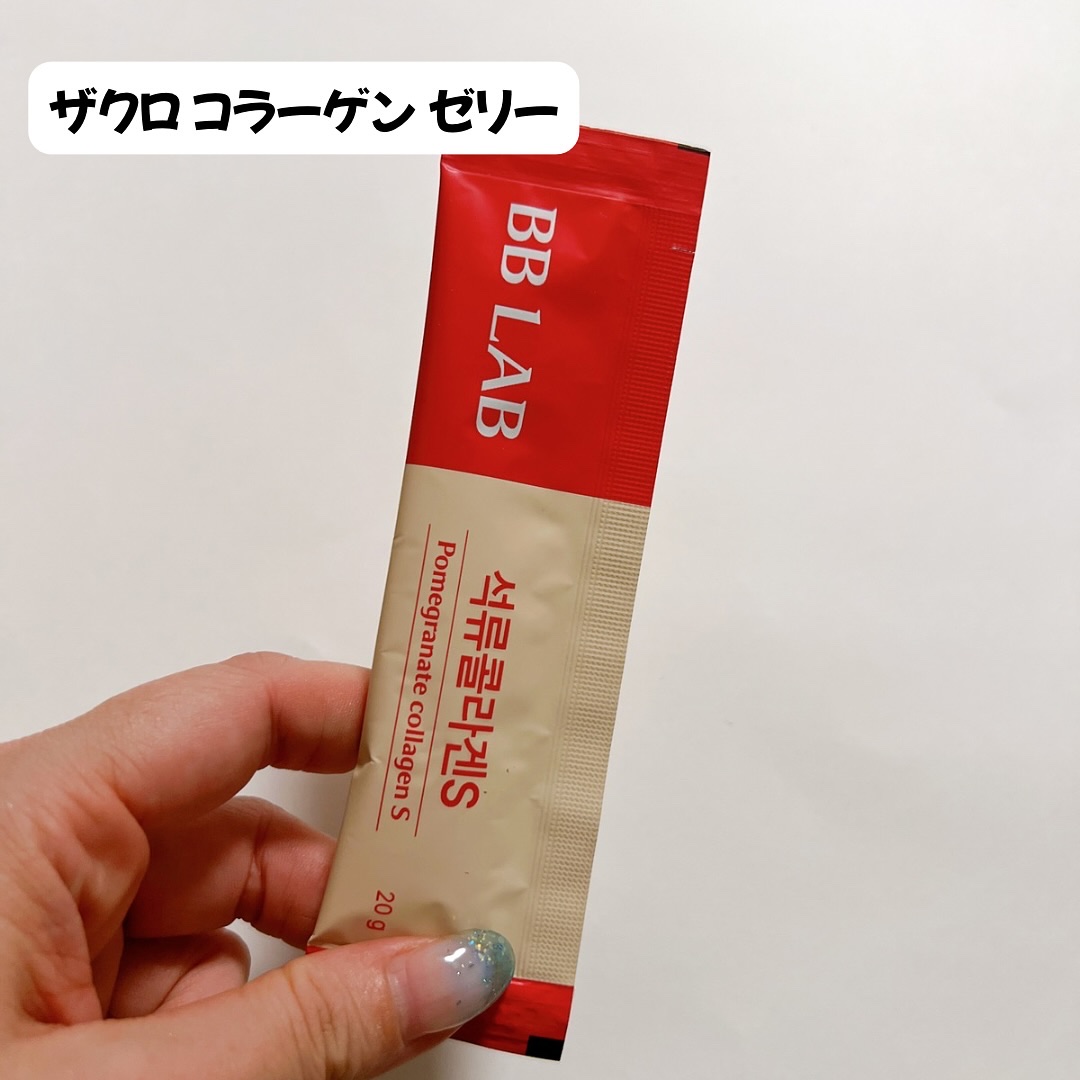 ザクロ コラーゲン ゼリー
BB LAB
석류콜라겐S
Pomegranate collagen S
20 g